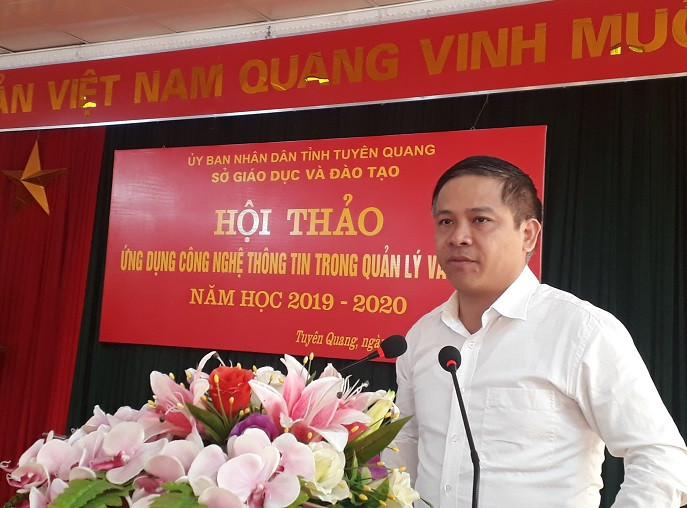 ẢN VIỆT NAM QUANG VINH MUÔ
ỦY BAN NHÂN DÂN TỈNH TUYÊN QUANG
SỞ GIÁO DỤC VÀ ĐÀO TẠO
HỘI THẢO
ỨNG DỤNG CÔNG NGHỆ THÔNG TIN TRONG QUẢN LÝ VÀ
NĂM HỌC 2019 - 2020
Tuyên Quang, ngày